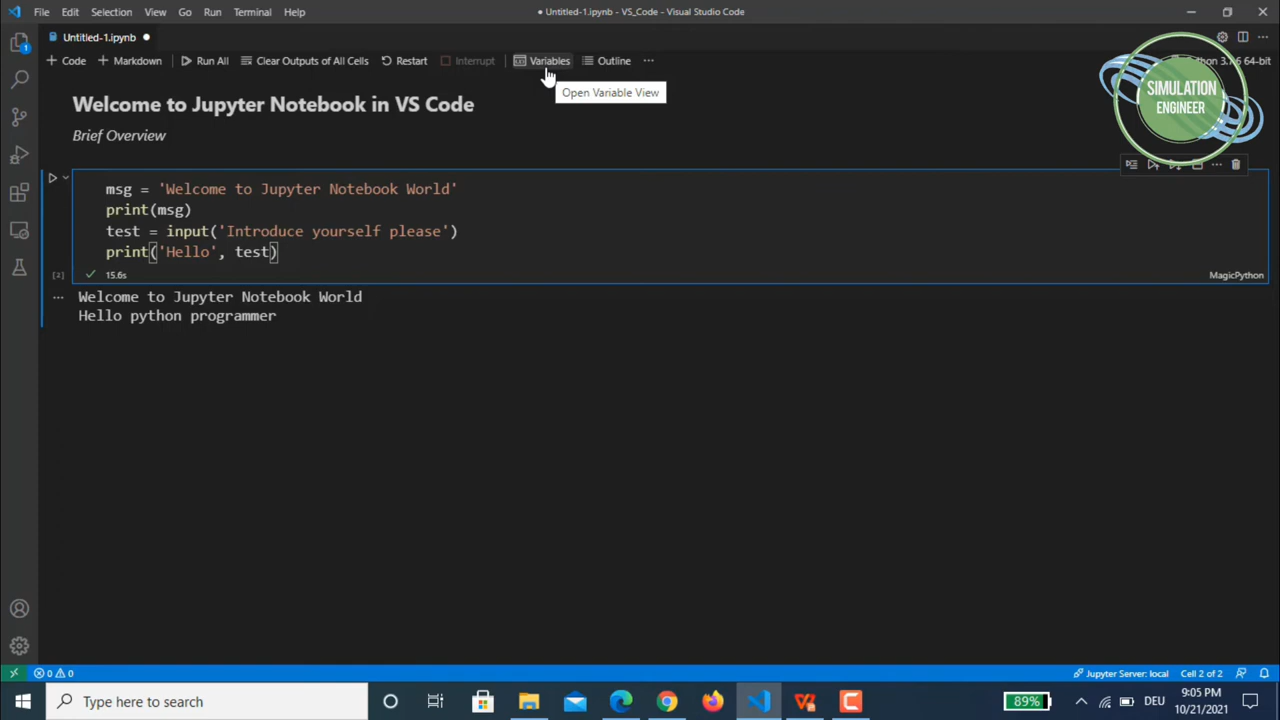 File Edit Selection View Go Run Terminal Help
● Untitled-1.ipynb - VS_Code - Visual Studio Code
Untitled-1.ipynb ●
+ Code + Markdown Run All Clear Outputs of All Cells Restart Interrupt Variables Outline ···
64-bit
Open Variable View
SIMULATION
ENGINEER
Welcome to Jupyter Notebook in VS Code
Brief Overview
msg = 'Welcome to Jupyter Notebook World'
print(msg)
test = input('Introduce yourself please')
print('Hello', test)
[2] 15.6s
MagicPython
Welcome to Jupyter Notebook World
Hello python programmer
1
0 0
Jupyter Server: local Cell 2 of 2
Type here to search
89%
DEU
9:05 PM
10/21/2021